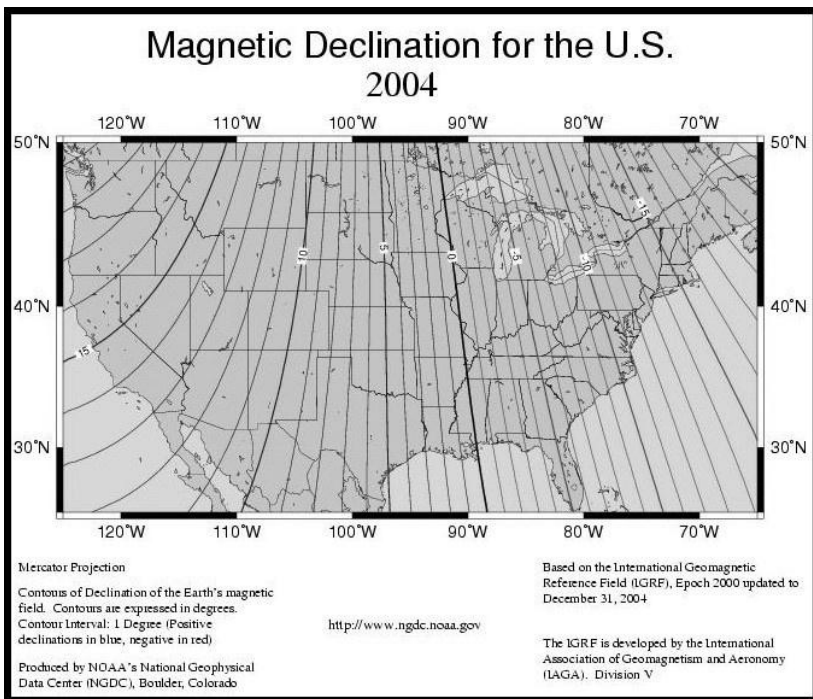 Magnetic Declination for the U.S.
2004
120˚W 110˚W 100˚W 90˚W 80˚W 70˚W
50˚N 50˚N
-15
10 5 0 -5 -10
40˚N 40˚N
15
30˚N 30˚N
120˚W 110˚W 100˚W 90˚W 80˚W 70˚W
Mercator Projection
Contours of Declination of the Earth's magnetic
field. Contours are expressed in degrees.
Contour Interval: 1 Degree (Positive
declinations in blue, negative in red)
Produced by NOAA's National Geophysical
Data Center (NGDC), Boulder, Colorado
http://www.ngdc.noaa.gov
Based on the International Geomagnetic
Reference Field (IGRF), Epoch 2000 updated to
December 31, 2004
The IGRF is developed by the International
Association of Geomagnetism and Aeronomy
(IAGA). Division V